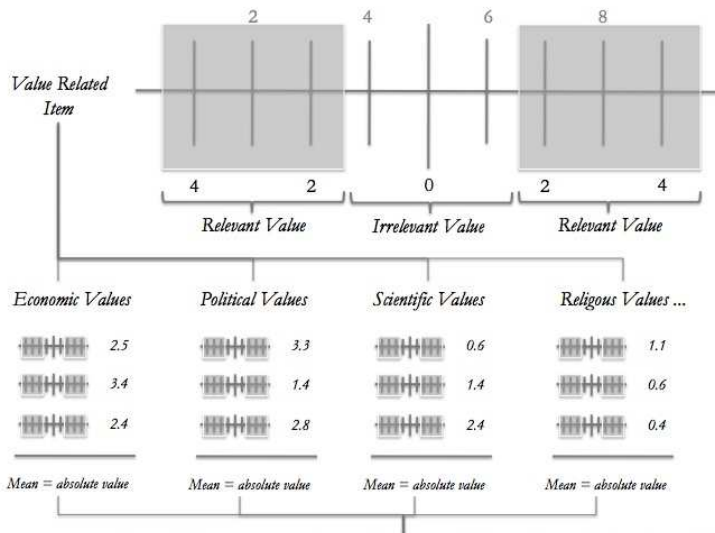 2 4 6 8
Value Related
Item
4 2 0 2 4
Relevant Value Irrelevant Value Relevant Value
Economic Values Political Values Scientific Values Religous Values ...
2.5 3.3 0.6 1.1
3.4 1.4 1.4 0.6
2.4 2.8 2.4 0.4
Mean = absolute value Mean = absolute value Mean = absolute value Mean = absolute value